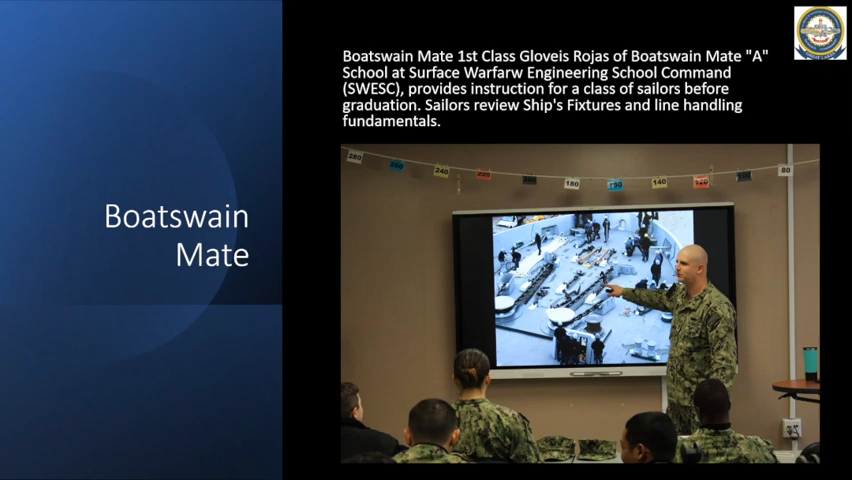 Boatswain Mate 1st Class Gloveis Rojas of Boatswain Mate "A"
School at Surface Warfarw Engineering School Command
(SWESC), provides instruction for a class of sailors before
graduation. Sailors review Ship's Fixtures and line handling
fundamentals.
Boatswain
Mate
280
260
240
220
180
160
140
120
80